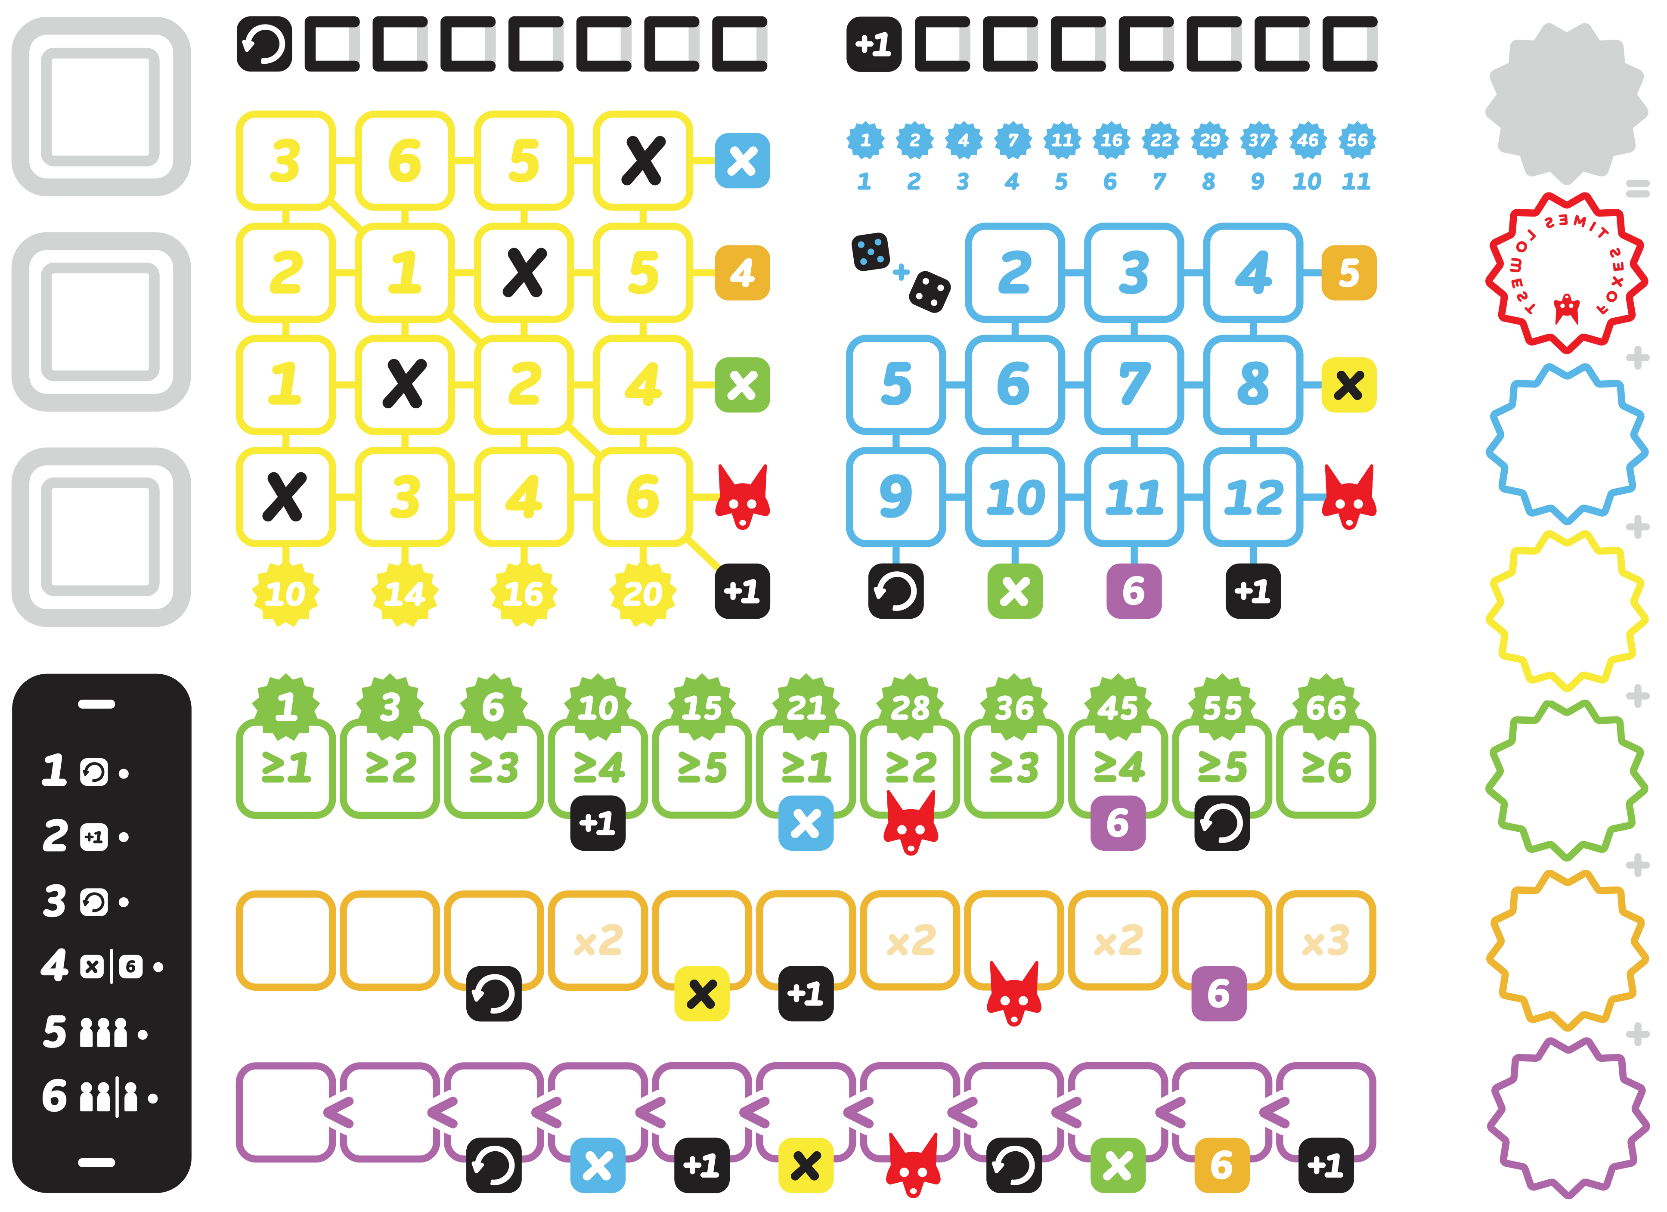 +1
3 6 5 X X
2 1 X 5 4
1 X 2 4 X
X 3 4 6
10 14 16 20 +1
1 2 4 7 11 16 22 29 37 46 56
1 2 3 4 5 6 7 8 9 10 11
+ 2 3 4 5
5 6 7 8 X
9 10 11 12
X 6 +1
=
FOXES TIMES LOWEST
+
+
+
+
+
1
2 +1
3
4 X | 6
5
6
1 3 6 10 15 21 28 36 45 55 66
≥1 ≥2 ≥3 ≥4 ≥5 ≥1 ≥2 ≥3 ≥4 ≥5 ≥6
+1 X 6
x2 x2 x2 x3
X +1 6
< < < < < < < < < <
X +1 X X 6 +1